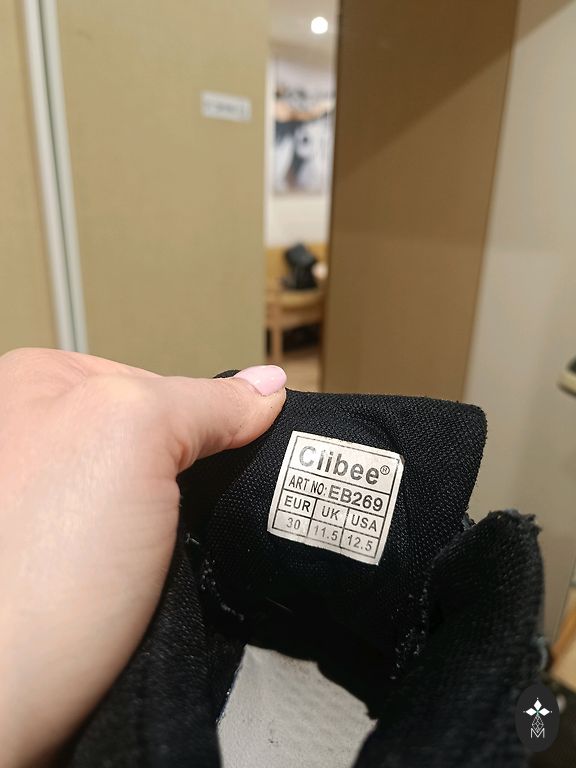 Clibee®
ART NO: EB269
EUR UK USA
30 11.5 12.5
M